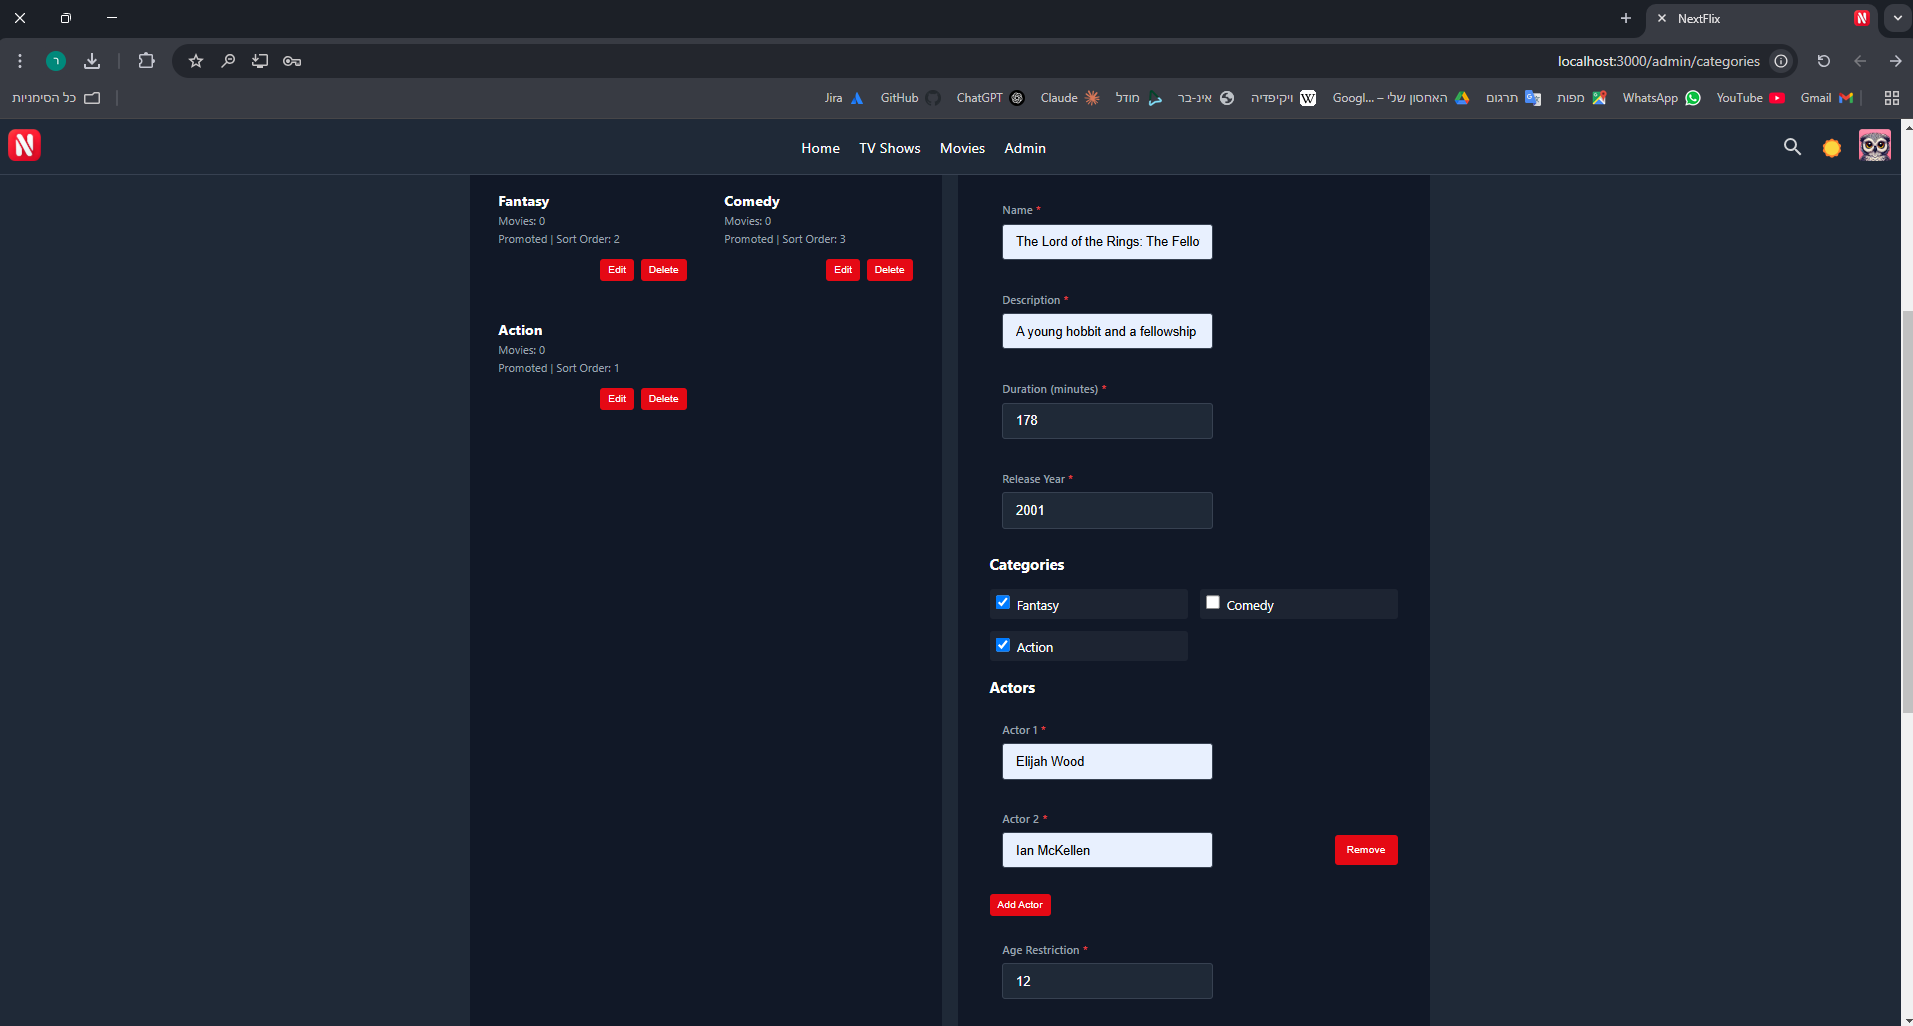 NextFlix
localhost:3000/admin/categories
כל הסימניות
Jira
GitHub
ChatGPT
Claude
מודל
אינ-בר
ויקיפדיה
האחסון שלי – Googl...
תרגום
מפות
WhatsApp
YouTube
Gmail
Home TV Shows Movies Admin
Fantasy
Movies: 0
Promoted | Sort Order: 2
Edit Delete
Comedy
Movies: 0
Promoted | Sort Order: 3
Edit Delete
Action
Movies: 0
Promoted | Sort Order: 1
Edit Delete
Name *
The Lord of the Rings: The Fello
Description *
A young hobbit and a fellowship
Duration (minutes) *
178
Release Year *
2001
Categories
Fantasy
Comedy
Action
Actors
Actor 1 *
Elijah Wood
Actor 2 *
Ian McKellen
Remove
Add Actor
Age Restriction *
12